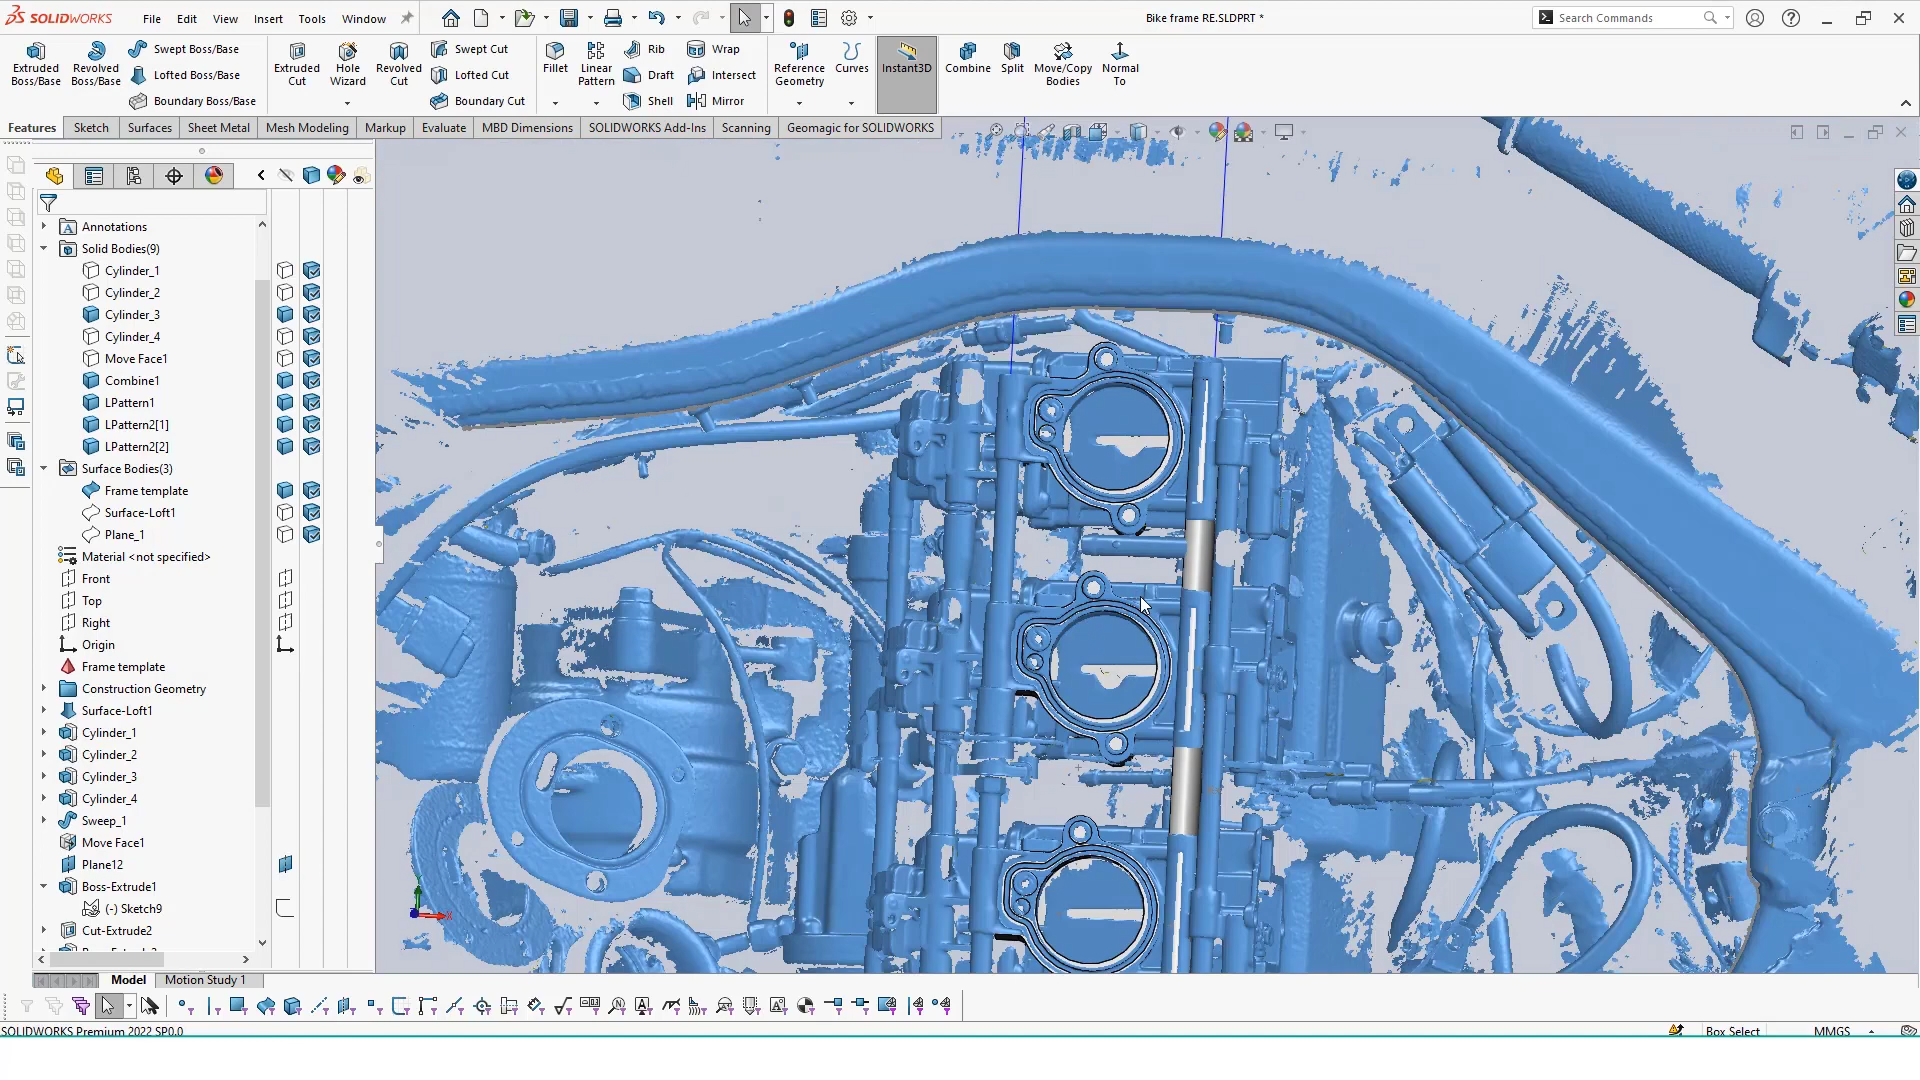 SOLIDWORKS
File Edit View Insert Tools Window
Bike frame RE.SLDPRT *
Search Commands
Extruded Boss/Base
Revolved Boss/Base
Swept Boss/Base
Lofted Boss/Base
Boundary Boss/Base
Extruded Cut
Hole Wizard
Revolved Cut
Swept Cut
Lofted Cut
Boundary Cut
Fillet
Linear Pattern
Rib
Draft
Shell
Wrap
Intersect
Mirror
Reference Geometry
Curves
Instant3D
Combine
Split
Move/Copy Bodies
Normal To
Features Sketch Surfaces Sheet Metal Mesh Modeling Markup Evaluate MBD Dimensions SOLIDWORKS Add-Ins Scanning Geomagic for SOLIDWORKS
Annotations
Solid Bodies(9)
Cylinder_1
Cylinder_2
Cylinder_3
Cylinder_4
Move Face1
Combine1
LPattern1
LPattern2[1]
LPattern2[2]
Surface Bodies(3)
Frame template
Surface-Loft1
Plane_1
Material <not specified>
Front
Top
Right
Origin
Frame template
Construction Geometry
Surface-Loft1
Cylinder_1
Cylinder_2
Cylinder_3
Cylinder_4
Sweep_1
Move Face1
Plane12
Boss-Extrude1
(-) Sketch9
Cut-Extrude2
X
Model Motion Study 1
SOLIDWORKS Premium 2022 SP0.0
Box Select
MMGS